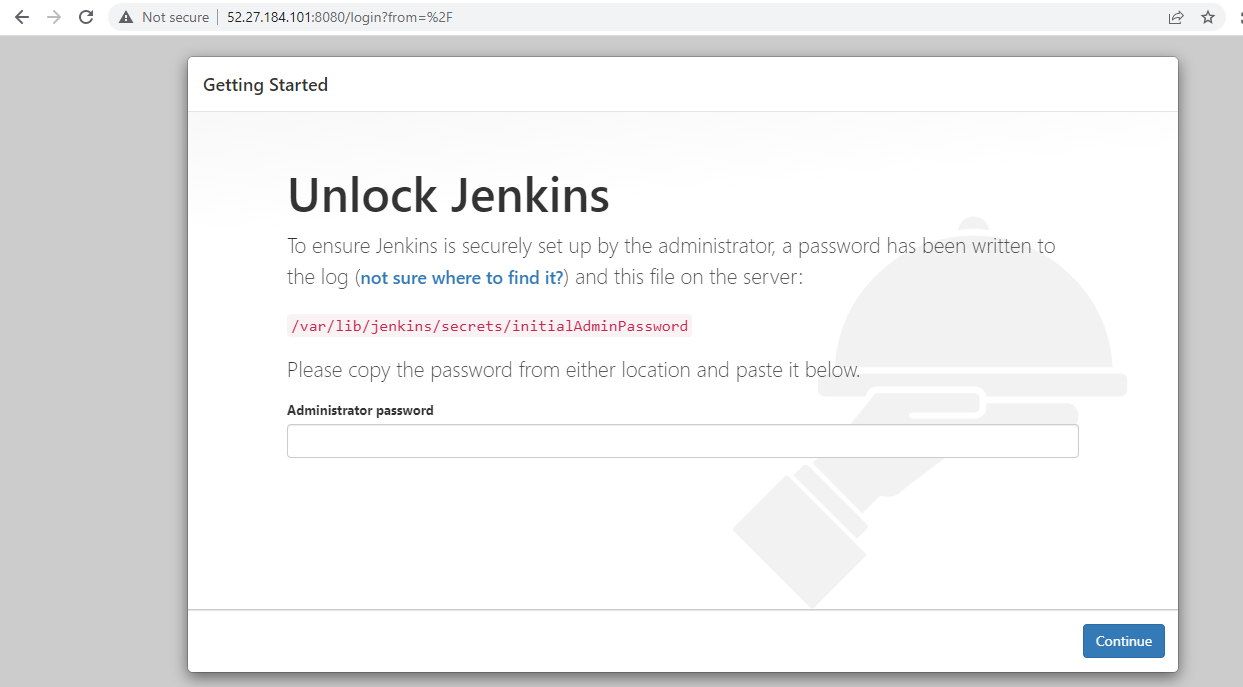 Not secure | 52.27.184.101:8080/login?from=%2F
Getting Started
Unlock Jenkins
To ensure Jenkins is securely set up by the administrator, a password has been written to
the log (not sure where to find it?) and this file on the server:
/var/lib/jenkins/secrets/initialAdminPassword
Please copy the password from either location and paste it below.
Administrator password
Continue